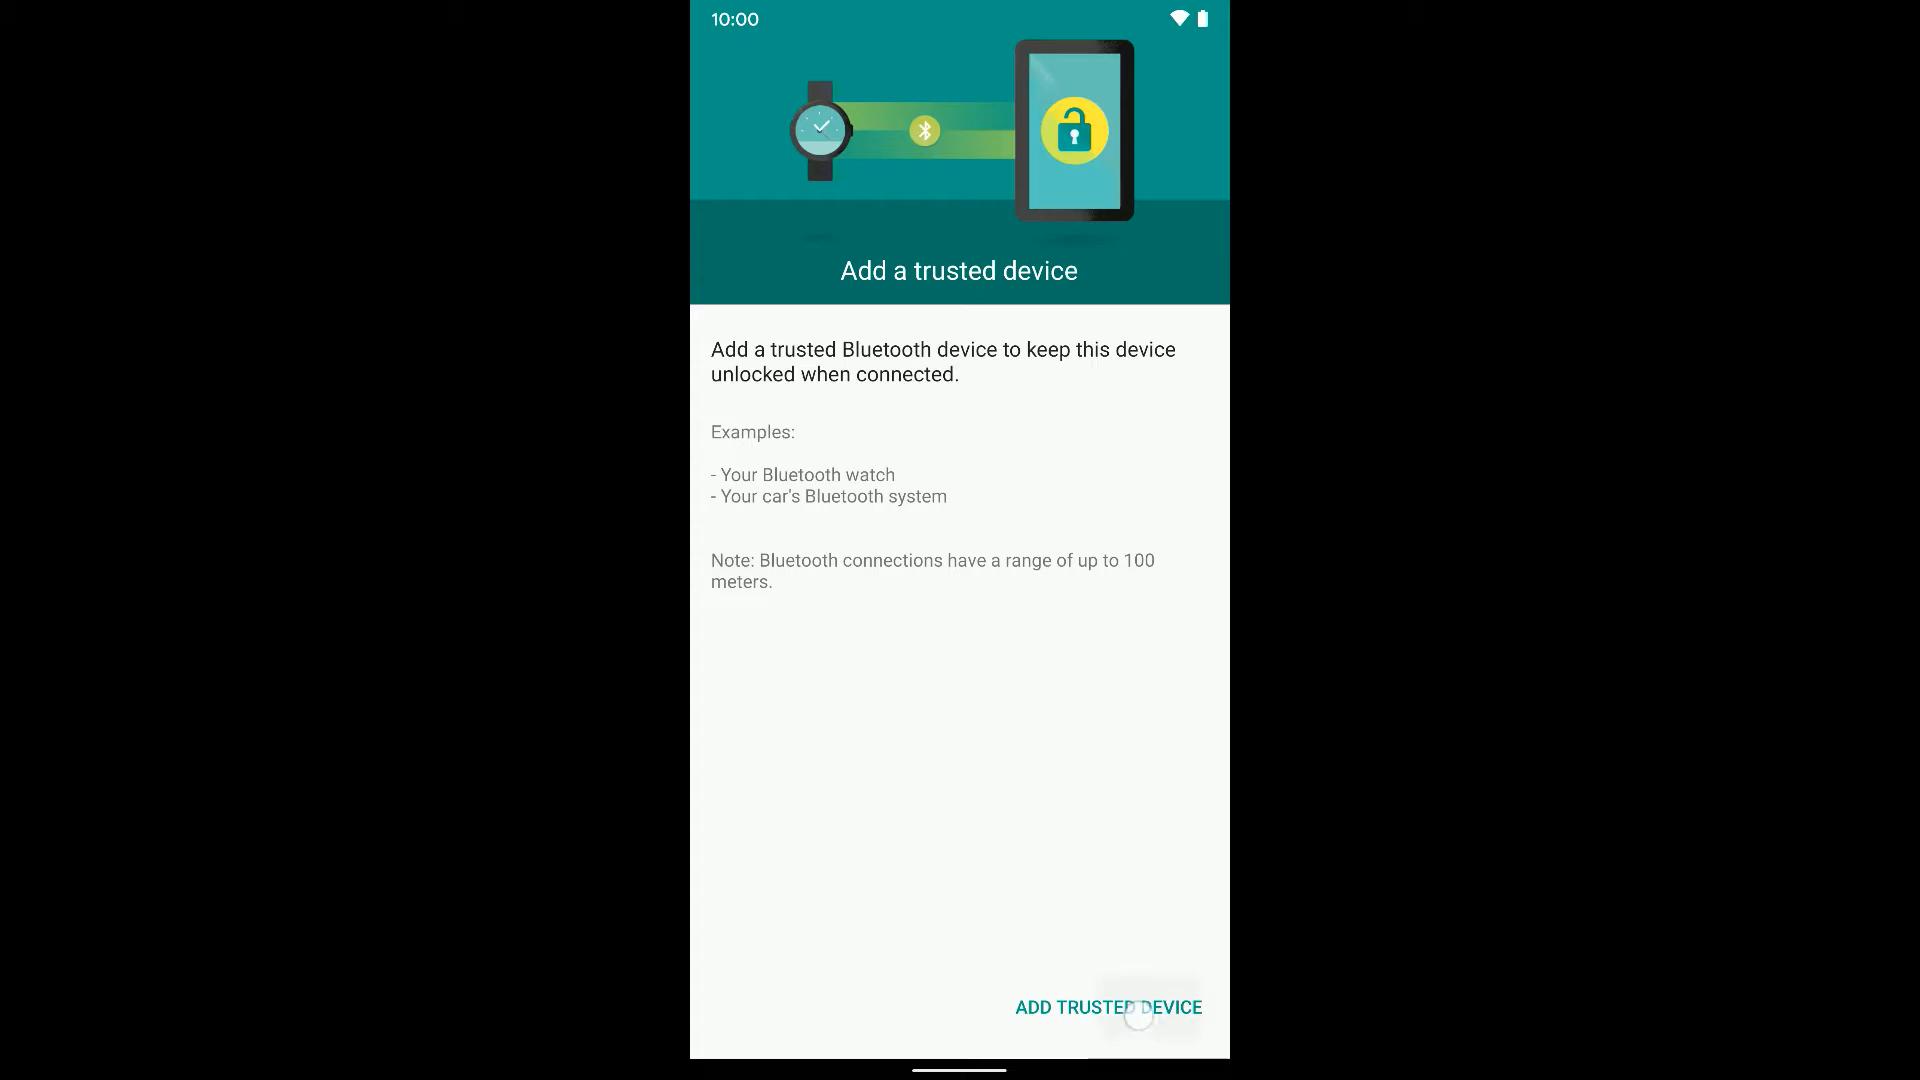 10:00
Add a trusted device
Add a trusted Bluetooth device to keep this device
unlocked when connected.
Examples:
- Your Bluetooth watch
- Your car's Bluetooth system
Note: Bluetooth connections have a range of up to 100
meters.
ADD TRUSTED DEVICE